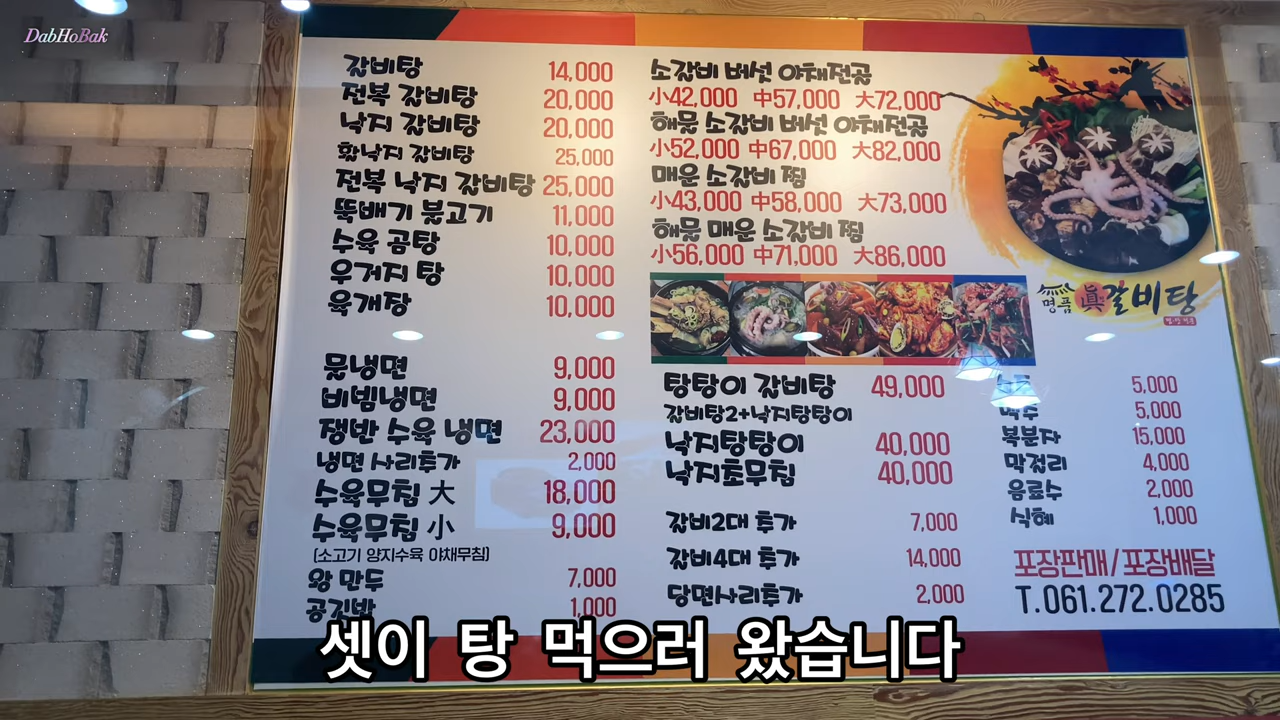 DabHoBak
갈비탕 14,000
전복 갈비탕 20,000
낙지 갈비탕 20,000
황낙지 갈비탕 25,000
전복 낙지 갈비탕 25,000
뚝배기 불고기 11,000
수육 곰탕 10,000
우거지 탕 10,000
육개장 10,000
물냉면 9,000
비빔냉면 9,000
쟁반 수육 냉면 23,000
냉면 사리추가 2,000
수육무침 大 18,000
수육무침 小 9,000
(소고기 양지수육 야채무침)
왕 만두 7,000
공깃밥 1,000
소갈비 버섯 야채전골
小42,000 中57,000 大72,000
해물 소갈비 버섯 야채전골
小52,000 中67,000 大82,000
매운 소갈비 찜
小43,000 中58,000 大73,000
해물 매운 소갈비 찜
小56,000 中71,000 大86,000
명품 眞갈비탕
탕탕이 갈비탕 49,000
갈비탕2+낙지탕탕이
낙지탕탕이 40,000
낙지초무침 40,000
갈비2대 추가 7,000
갈비4대 추가 14,000
당면사리추가 2,000
5,000
맥주 5,000
복분자 15,000
막걸리 4,000
음료수 2,000
식혜 1,000
포장판매/포장배달
T.061.272.0285
셋이 탕 먹으러 왔습니다